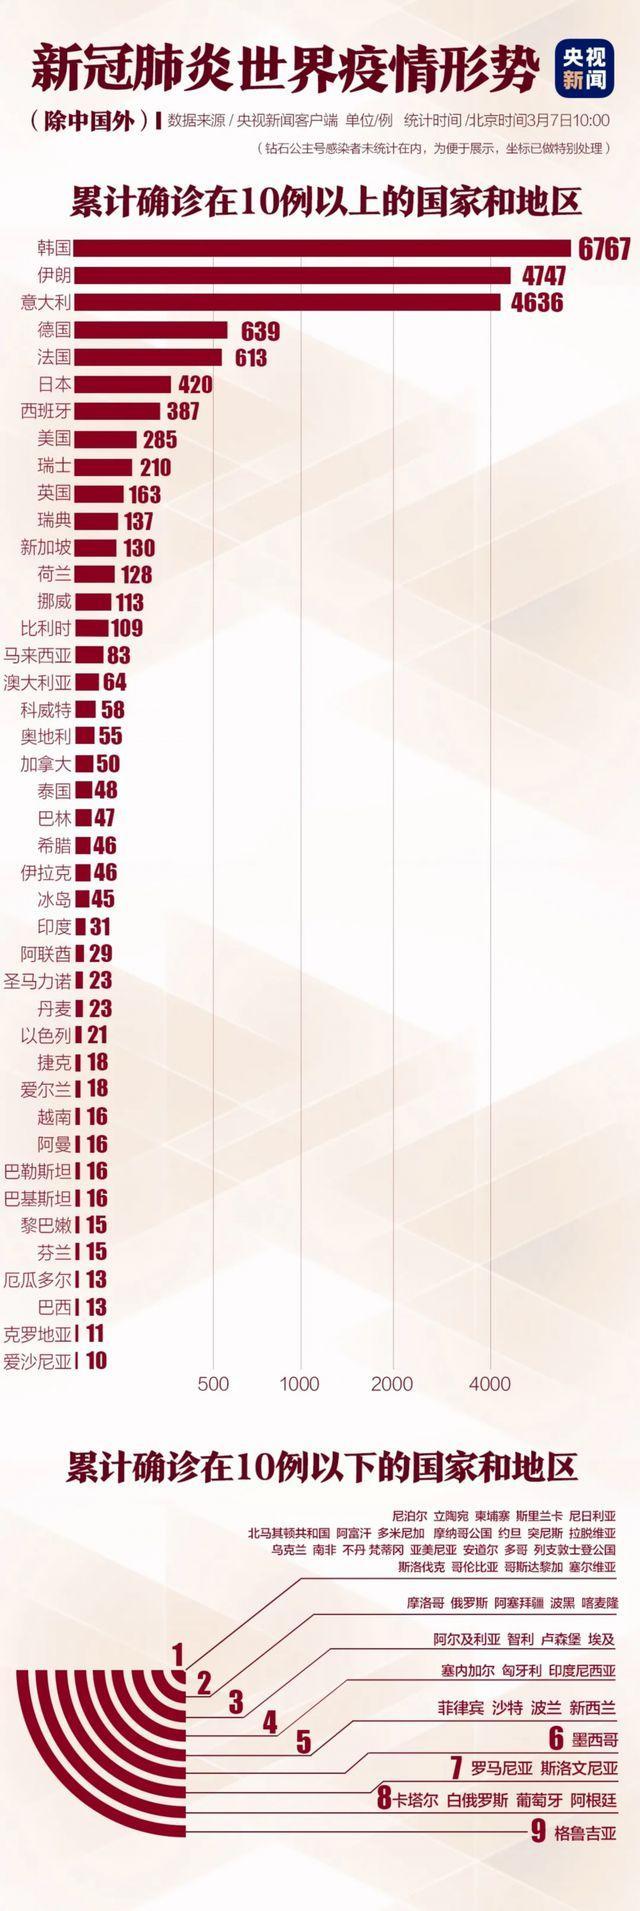 新冠肺炎世界疫情形势
央视
新闻
（除中国外） 数据来源/央视新闻客户端 单位/例 统计时间/北京时间3月7日10:00
（钻石公主号感染者未统计在内，为便于展示，坐标已做特别处理）
累计确诊在10例以上的国家和地区
韩国 6767
伊朗 4747
意大利 4636
德国 639
法国 613
日本 420
西班牙 387
美国 285
瑞士 210
英国 163
瑞典 137
新加坡 130
荷兰 128
挪威 113
比利时 109
马来西亚 83
澳大利亚 64
科威特 58
奥地利 55
加拿大 50
泰国 48
巴林 47
希腊 46
伊拉克 46
冰岛 45
印度 31
阿联酋 29
圣马力诺 23
丹麦 23
以色列 21
捷克 18
爱尔兰 18
越南 16
阿曼 16
巴勒斯坦 16
巴基斯坦 16
黎巴嫩 15
芬兰 15
厄瓜多尔 13
巴西 13
克罗地亚 11
爱沙尼亚 10
500 1000 2000 4000
累计确诊在10例以下的国家和地区
尼泊尔 立陶宛 柬埔寨 斯里兰卡 尼日利亚
北马其顿共和国 阿富汗 多米尼加 摩纳哥公国 约旦 突尼斯 拉脱维亚
乌克兰 南非 不丹 梵蒂冈 亚美尼亚 安道尔 多哥 列支敦士登公国
斯洛伐克 哥伦比亚 哥斯达黎加 塞尔维亚
1
摩洛哥 俄罗斯 阿塞拜疆 波黑 喀麦隆
2
阿尔及利亚 智利 卢森堡 埃及
3
塞内加尔 匈牙利 印度尼西亚
4
菲律宾 沙特 波兰 新西兰
5
6 墨西哥
7 罗马尼亚 斯洛文尼亚
8 卡塔尔 白俄罗斯 葡萄牙 阿根廷
9 格鲁吉亚